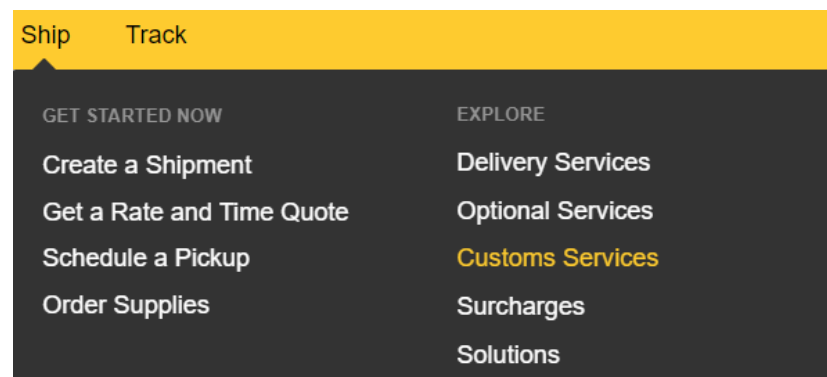 Ship
Track
GET STARTED NOW
Create a Shipment
Get a Rate and Time Quote
Schedule a Pickup
Order Supplies
EXPLORE
Delivery Services
Optional Services
Customs Services
Surcharges
Solutions